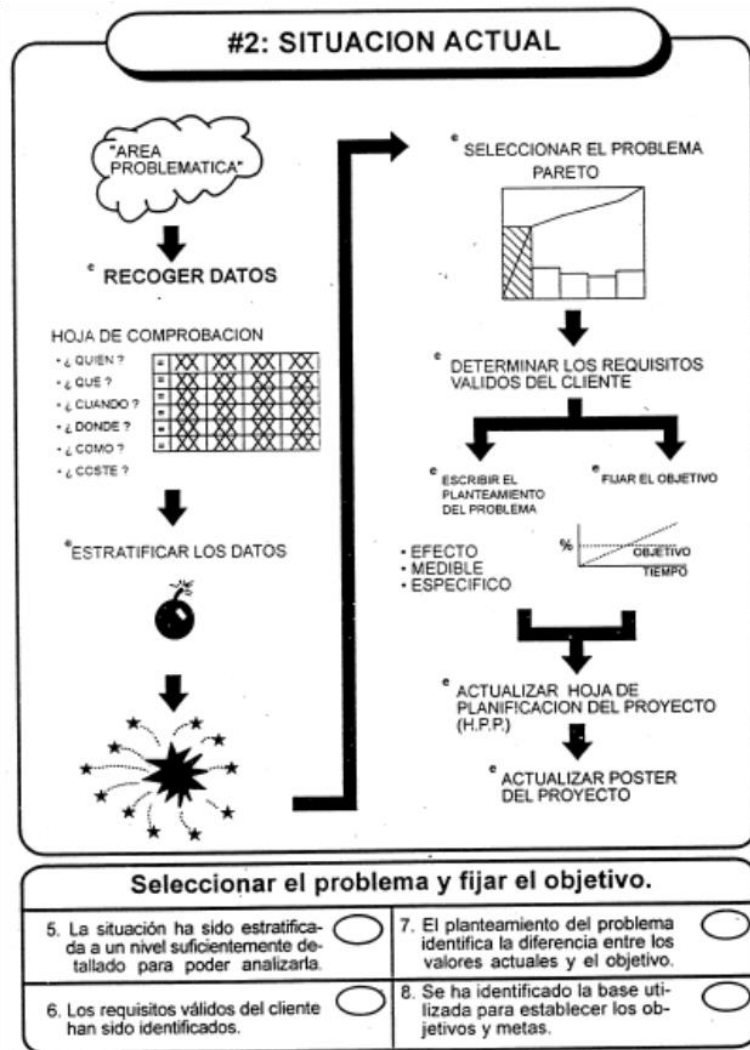 #2: SITUACION ACTUAL
"AREA
PROBLEMATICA"
RECOGER DATOS
HOJA DE COMPROBACION
• ¿ QUIEN ?
• ¿ QUE ?
• ¿ CUANDO ?
• ¿ DONDE ?
• ¿ COMO ?
• ¿ COSTE ?
ESTRATIFICAR LOS DATOS
SELECCIONAR EL PROBLEMA
PARETO
DETERMINAR LOS REQUISITOS
VALIDOS DEL CLIENTE
ESCRIBIR EL
PLANTEAMIENTO
DEL PROBLEMA
• EFECTO
• MEDIBLE
• ESPECIFICO
FIJAR EL OBJETIVO
%
OBJETIVO
TIEMPO
ACTUALIZAR HOJA DE
PLANIFICACION DEL PROYECTO
(H.P.P.)
ACTUALIZAR POSTER
DEL PROYECTO
Seleccionar el problema y fijar el objetivo.
5. La situación ha sido estratifica-
da a un nivel suficientemente de-
tallado para poder analizarla.
6. Los requisitos válidos del cliente
han sido identificados.
7. El planteamiento del problema
identifica la diferencia entre los
valores actuales y el objetivo.
8. Se ha identificado la base uti-
lizada para establecer los ob-
jetivos y metas.